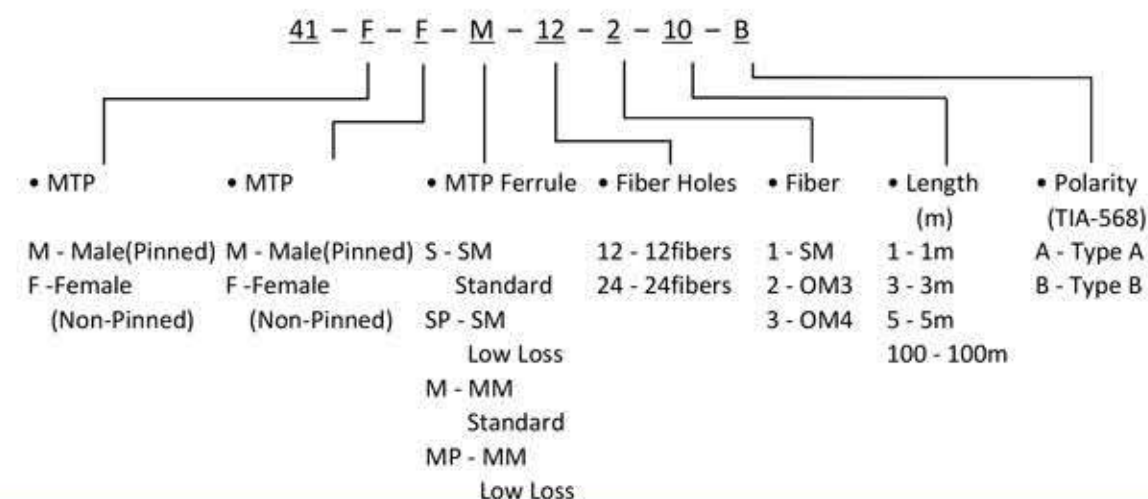 41 – F – F – M – 12 – 2 – 10 – B
• MTP
M - Male(Pinned)
F -Female
(Non-Pinned)
• MTP
M - Male(Pinned)
F -Female
(Non-Pinned)
• MTP Ferrule
S - SM
Standard
SP - SM
Low Loss
M - MM
Standard
MP - MM
Low Loss
• Fiber Holes
12 - 12fibers
24 - 24fibers
• Fiber
1 - SM
2 - OM3
3 - OM4
• Length
(m)
1 - 1m
3 - 3m
5 - 5m
100 - 100m
• Polarity
(TIA-568)
A - Type A
B - Type B